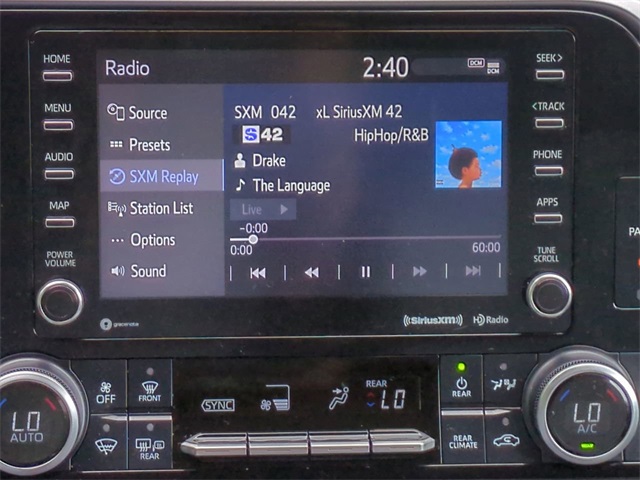 HOME
MENU
AUDIO
MAP
POWER
VOLUME
Radio
2:40
DCM
DCM
Source
Presets
SXM Replay
Station List
Options
Sound
SXM 042 xL SiriusXM 42
S 42
HipHop/R&B
Drake
The Language
Live
-0:00
0:00
60:00
SEEK>
<TRACK
PHONE
APPS
TUNE
SCROLL
PA
gracenote
((SiriusXM))
HD Radio
LO
AUTO
OFF
FRONT
REAR
SYNC
REAR
LO
REAR
REAR
CLIMATE
LO
A/C